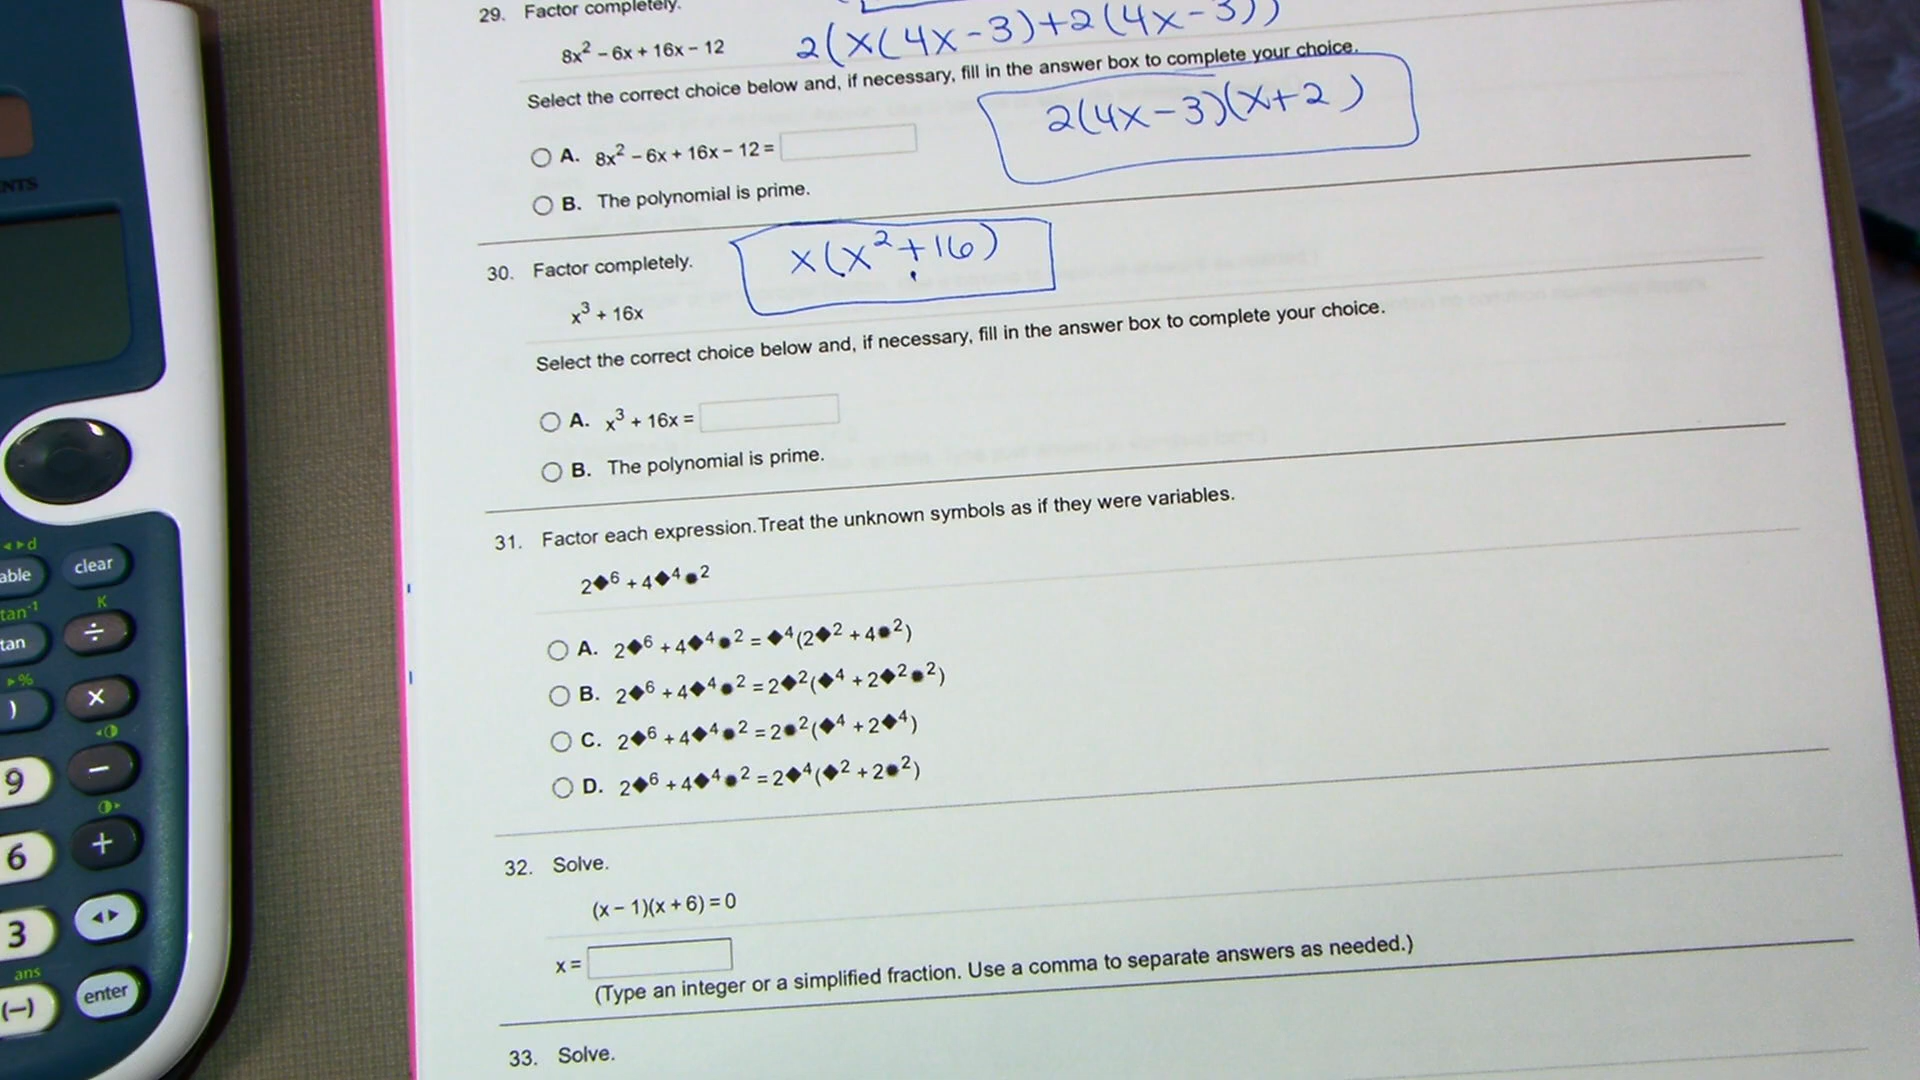 29. Factor completely.
2(x(4x-3)+2(4x-3))
8x² − 6x + 16x − 12
Select the correct choice below and, if necessary, fill in the answer box to complete your choice.
2(4x-3)(x+2)
A. 8x² − 6x + 16x − 12 =
B. The polynomial is prime.
30. Factor completely.
x(x²+16)
x³ + 16x
Select the correct choice below and, if necessary, fill in the answer box to complete your choice.
A. x³ + 16x =
B. The polynomial is prime.
31. Factor each expression.Treat the unknown symbols as if they were variables.
2◆⁶ + 4◆⁴●²
A. 2◆⁶ + 4◆⁴●² = ◆⁴(2◆² + 4●²)
B. 2◆⁶ + 4◆⁴●² = 2◆²(◆⁴ + 2◆²●²)
C. 2◆⁶ + 4◆⁴●² = 2●²(◆⁴ + 2◆⁴)
D. 2◆⁶ + 4◆⁴●² = 2◆⁴(◆² + 2●²)
32. Solve.
(x − 1)(x + 6) = 0
x =
(Type an integer or a simplified fraction. Use a comma to separate answers as needed.)
33. Solve.
NTS
◂▸d
able clear
tan⁻¹ K
tan ÷
▸%
) ×
9 −
6 +
3 ◂▸
ans
(−) enter